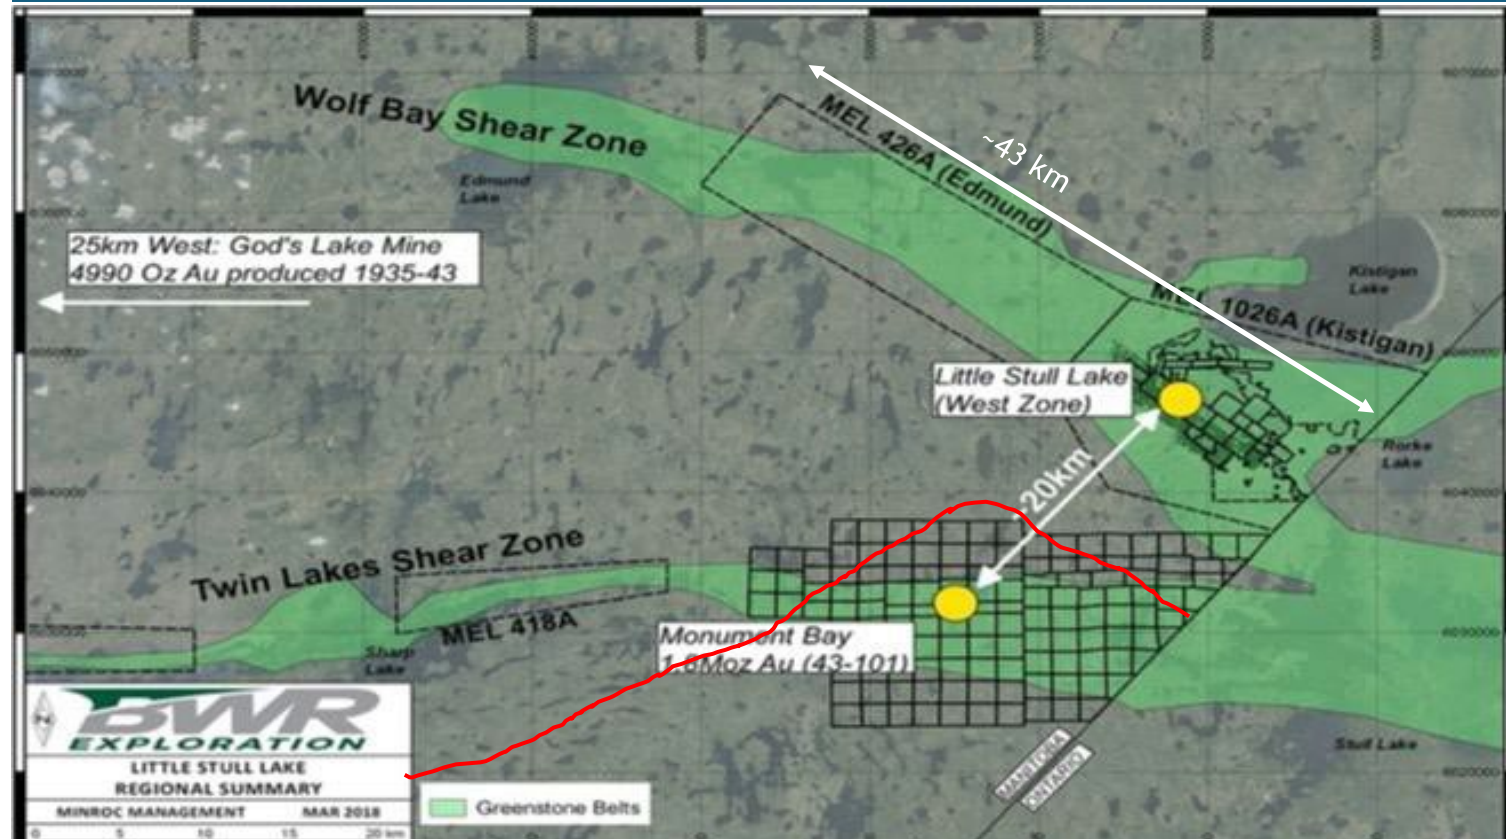 Wolf Bay Shear Zone
MEL 426A (Edmund)
~43 km
Edmund
Lake
25km West: God's Lake Mine
4990 Oz Au produced 1935-43
Kistigan
Lake
MEL 1026A (Kistigan)
Little Stull Lake
(West Zone)
Rorke
Lake
~20km
Twin Lakes Shear Zone
MEL 418A
Sharp
Lake
Monument Bay
1.8Moz Au (43-101)
BWR
EXPLORATION
LITTLE STULL LAKE
REGIONAL SUMMARY
MINROC MANAGEMENT MAR 2018
0 5 10 15 20 km
Greenstone Belts
MANITOBA
ONTARIO
Stull Lake
N